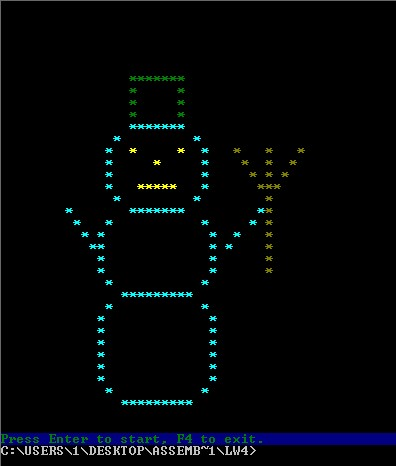 Press Enter to start, F4 to exit.
C:\USERS\1\DESKTOP\ASSEMB~1\LW4>